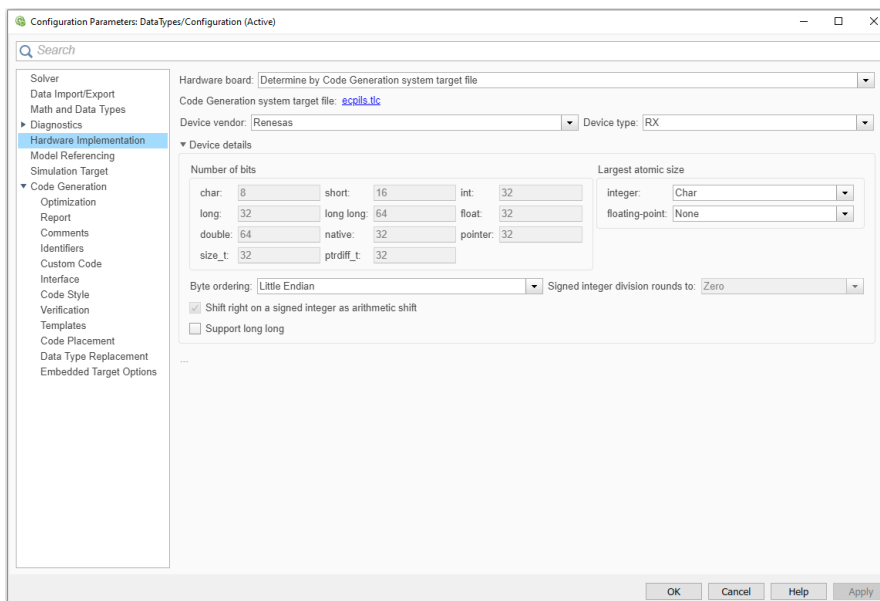 Configuration Parameters: DataTypes/Configuration (Active)
Search
Solver
Data Import/Export
Math and Data Types
Diagnostics
Hardware Implementation
Model Referencing
Simulation Target
Code Generation
Optimization
Report
Comments
Identifiers
Custom Code
Interface
Code Style
Verification
Templates
Code Placement
Data Type Replacement
Embedded Target Options
Hardware board: Determine by Code Generation system target file
Code Generation system target file: ecpils.tlc
Device vendor: Renesas Device type: RX
Device details
Number of bits Largest atomic size
char: 8 short: 16 int: 32 integer: Char
long: 32 long long: 64 float: 32 floating-point: None
double: 64 native: 32 pointer: 32
size_t: 32 ptrdiff_t: 32
Byte ordering: Little Endian Signed integer division rounds to: Zero
Shift right on a signed integer as arithmetic shift
Support long long
...
OK Cancel Help Apply